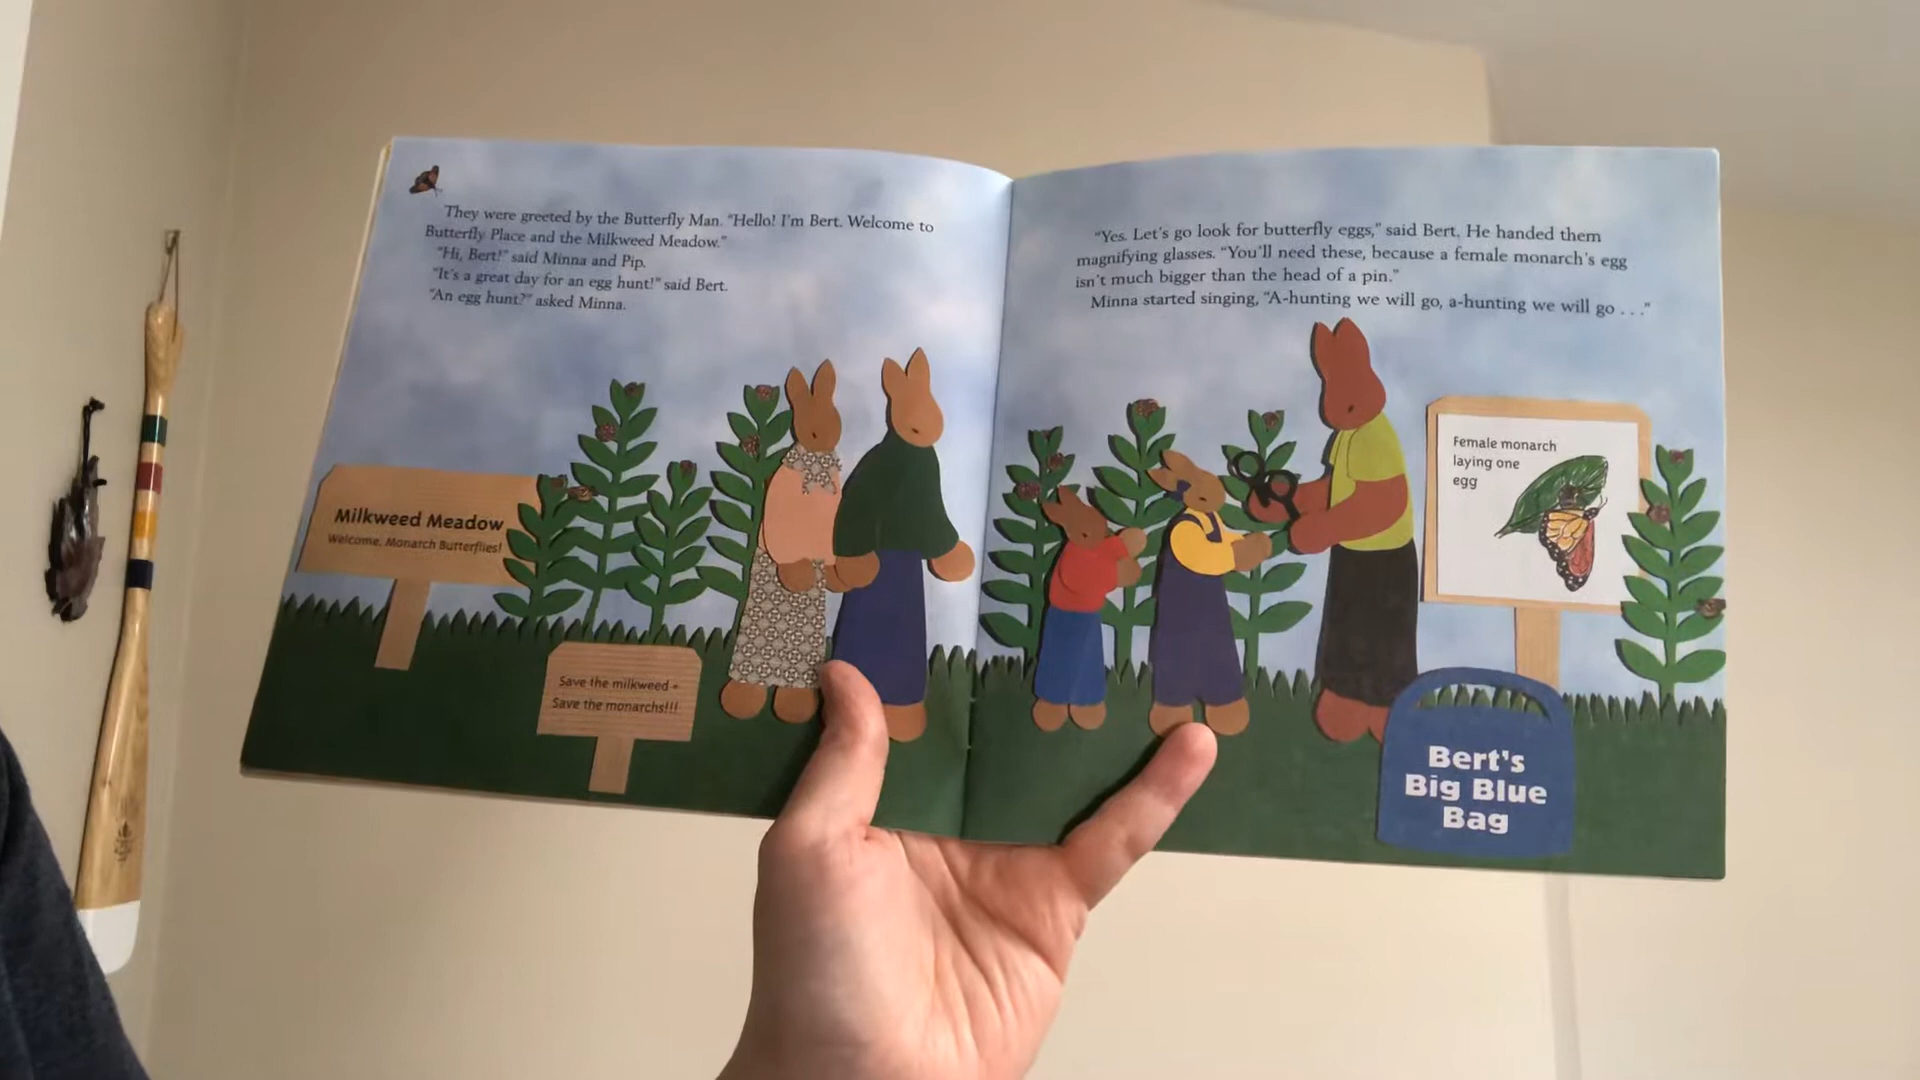 They were greeted by the Butterfly Man. "Hello! I'm Bert. Welcome to
Butterfly Place and the Milkweed Meadow."
"Hi, Bert!" said Minna and Pip.
"It's a great day for an egg hunt!" said Bert.
"An egg hunt?" asked Minna.
Milkweed Meadow
Welcome, Monarch Butterflies!
Save the milkweed -
Save the monarchs!!!
"Yes. Let's go look for butterfly eggs," said Bert. He handed them
magnifying glasses. "You'll need these, because a female monarch's egg
isn't much bigger than the head of a pin."
Minna started singing, "A-hunting we will go, a-hunting we will go . . ."
Female monarch
laying one
egg
Bert's
Big Blue
Bag